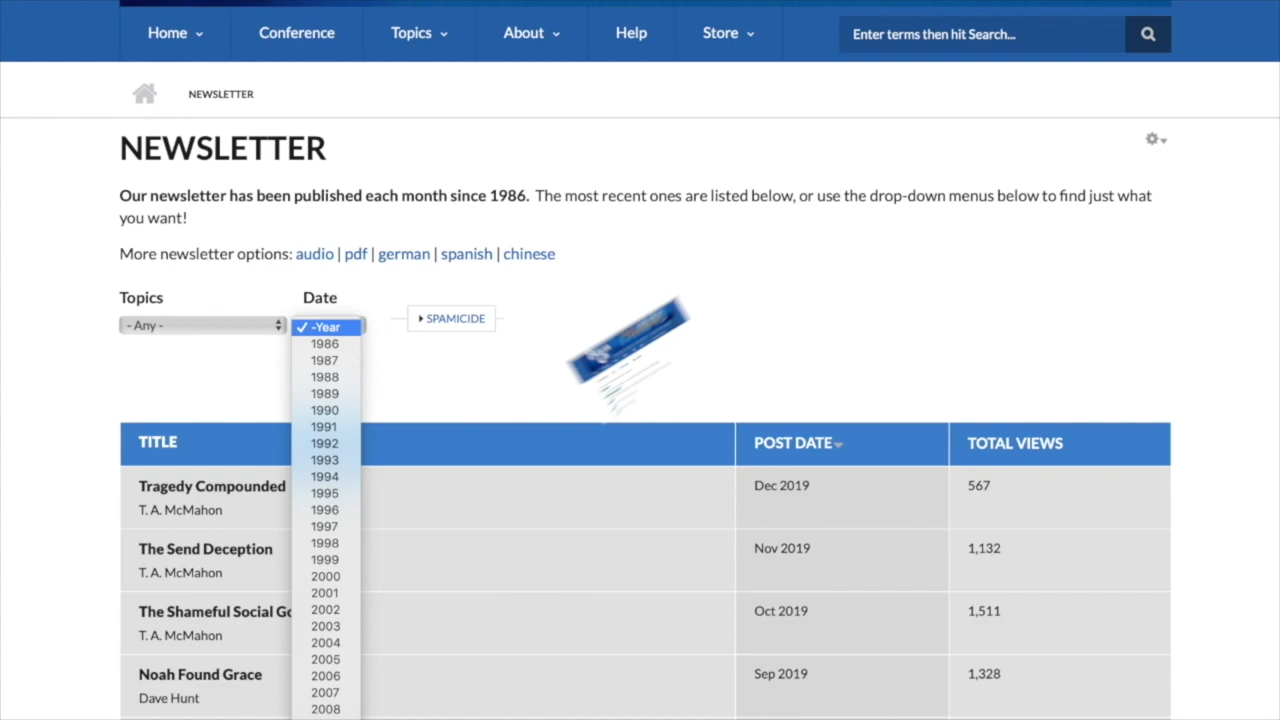 Home
Conference
Topics
About
Help
Store
Enter terms then hit Search...
NEWSLETTER
NEWSLETTER
Our newsletter has been published each month since 1986. The most recent ones are listed below, or use the drop-down menus below to find just what
you want!
More newsletter options: audio | pdf | german | spanish | chinese
Topics
Date
- Any -
-Year
SPAMICIDE
1986
1987
1988
1989
1990
1991
1992
1993
1994
1995
1996
1997
1998
1999
2000
2001
2002
2003
2004
2005
2006
2007
2008
TITLE
POST DATE
TOTAL VIEWS
Tragedy Compounded
T. A. McMahon
Dec 2019
567
The Send Deception
T. A. McMahon
Nov 2019
1,132
The Shameful Social
T. A. McMahon
Oct 2019
1,511
Noah Found Grace
Dave Hunt
Sep 2019
1,328